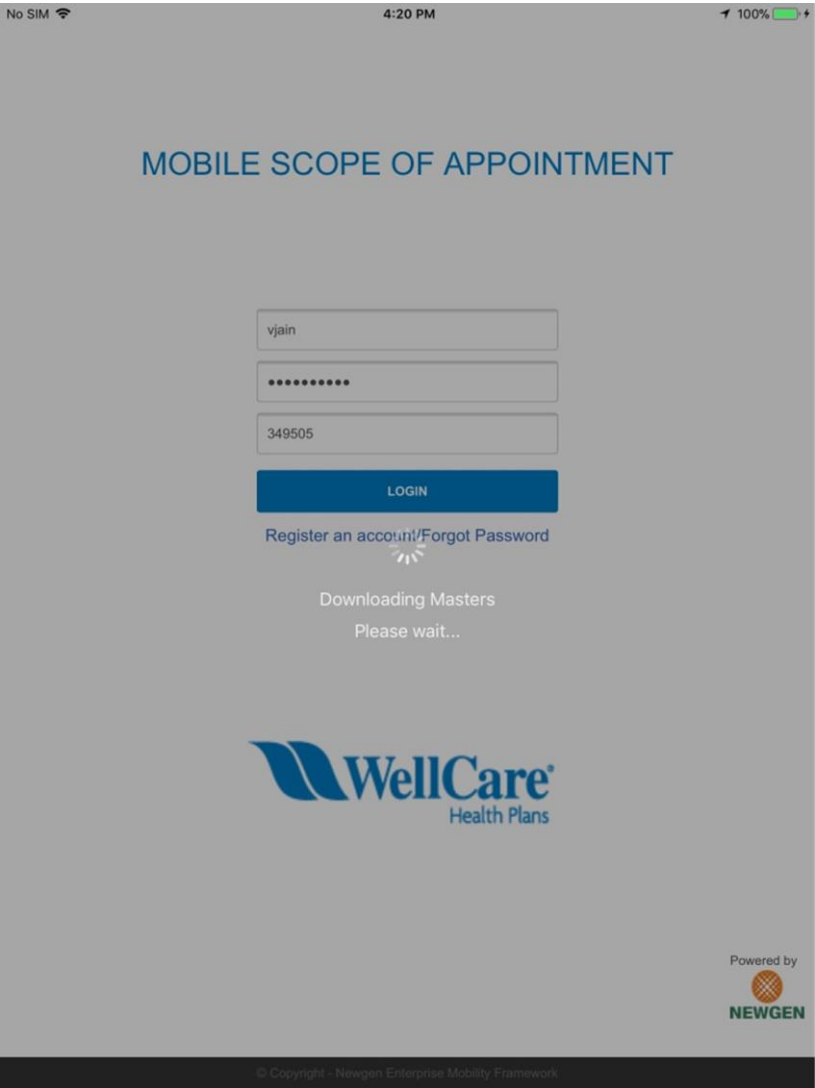 No SIM 4:20 PM 100%
MOBILE SCOPE OF APPOINTMENT
vjain
••••••••••
349505
LOGIN
Register an account/Forgot Password
Downloading Masters
Please wait...
WellCare®
Health Plans
Powered by
NEWGEN
© Copyright - Newgen Enterprise Mobility Framework